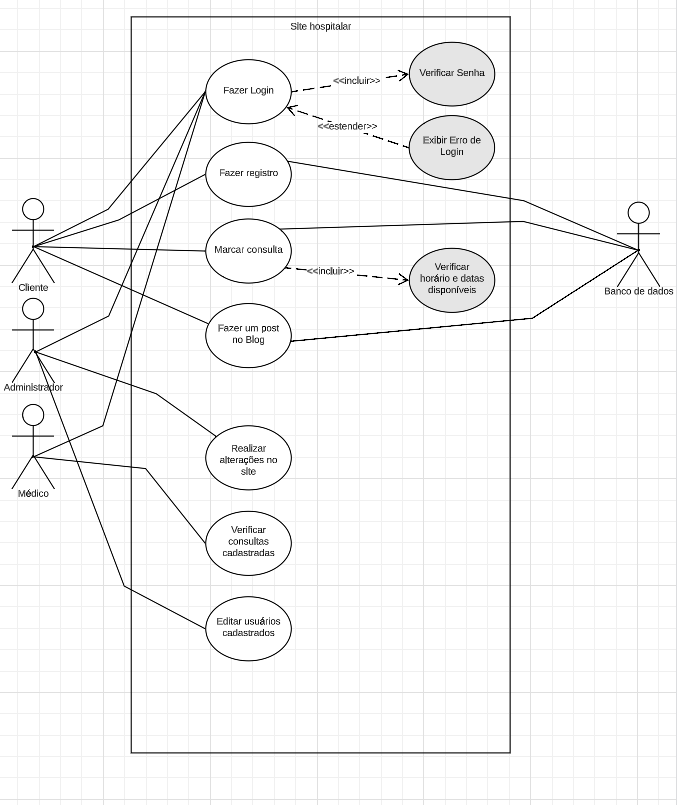 Site hospitalar
Fazer Login
<<incluir>>
Verificar Senha
<<estender>>
Exibir Erro de
Login
Fazer registro
Marcar consulta
<<incluir>>
Verificar
horário e datas
disponíveis
Cliente
Banco de dados
Fazer um post
no Blog
Administrador
Realizar
alterações no
site
Médico
Verificar
consultas
cadastradas
Editar usuários
cadastrados